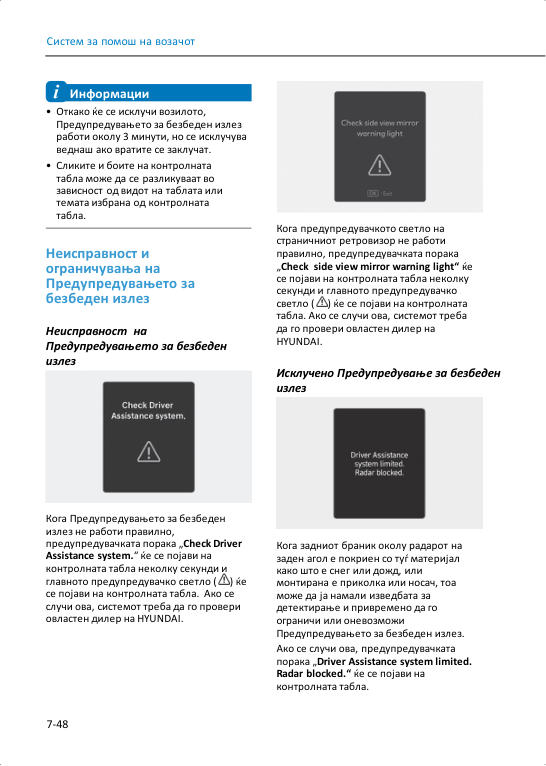 Систем за помош на возачот
i Информации
• Откако ќе се исклучи возилото,
Предупредувањето за безбеден излез
работи околу 3 минути, но се исклучува
веднаш ако вратите се заклучат.
• Сликите и боите на контролната
табла може да се разликуваат во
зависност од видот на таблата или
темата избрана од контролната
табла.
Неисправност и
ограничувања на
Предупредувањето за
безбеден излез
Неисправност на
Предупредувањето за безбеден
излез
Check Driver
Assistance system.
Кога Предупредувањето за безбеден
излез не работи правилно,
предупредувачката порака „Check Driver
Assistance system.“ ќе се појави на
контролната табла неколку секунди и
главното предупредувачко светло (⚠) ќе
се појави на контролната табла. Ако се
случи ова, системот треба да го провери
овластен дилер на HYUNDAI.
Check side view mirror
warning light
OK : Exit
Кога предупредувачкото светло на
страничниот ретровизор не работи
правилно, предупредувачката порака
„Check side view mirror warning light“ ќе
се појави на контролната табла неколку
секунди и главното предупредувачко
светло (⚠) ќе се појави на контролната
табла. Ако се случи ова, системот треба
да го провери овластен дилер на
HYUNDAI.
Исклучено Предупредување за безбеден
излез
Driver Assistance
system limited.
Radar blocked.
Кога задниот браник околу радарот на
заден агол е покриен со туѓ материјал
како што е снег или дожд, или
монтирана е приколка или носач, тоа
може да ја намали изведбата за
детектирање и привремено да го
ограничи или оневозможи
Предупредувањето за безбеден излез.
Ако се случи ова, предупредувачката
порака „Driver Assistance system limited.
Radar blocked.“ ќе се појави на
контролната табла.
7-48